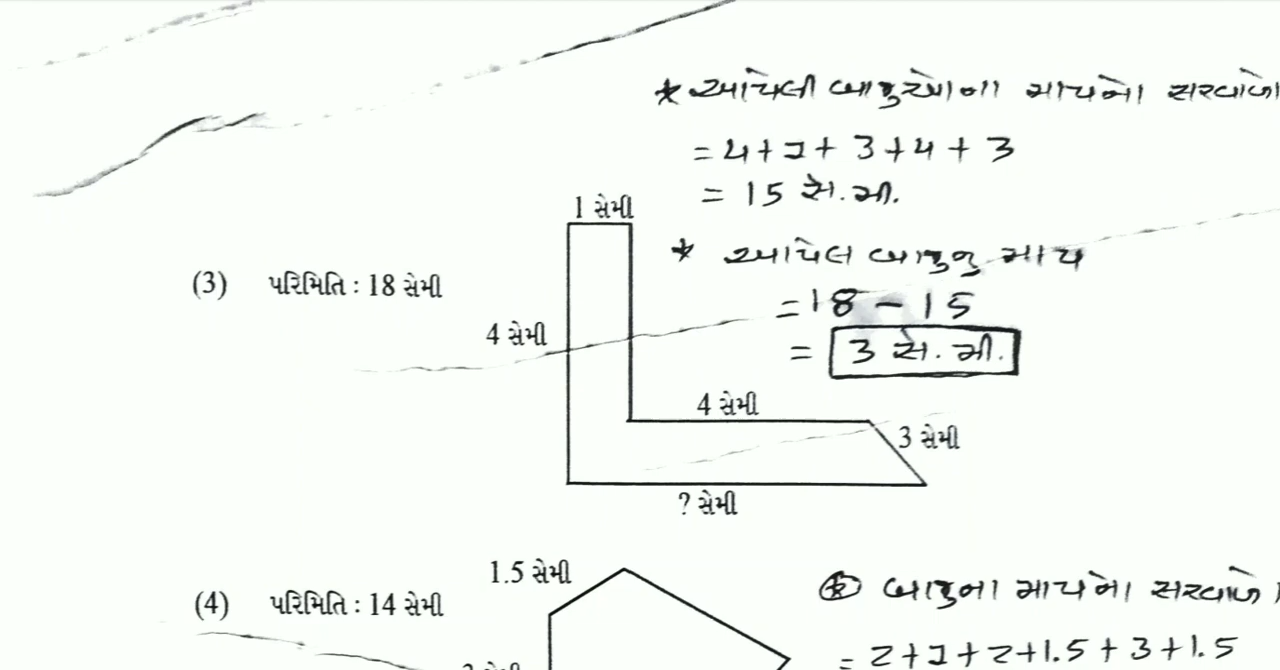 * આપેલી બાજુઓના માપનો સરવાળો
= 4 + 1 + 3 + 4 + 3
= 15 સે.મી.
1 સેમી
* આપેલ બાજુનુ માપ
(3) પરિમિતિ : 18 સેમી
= 18 - 15
4 સેમી
= 3 સે.મી.
4 સેમી
3 સેમી
? સેમી
1.5 સેમી
(4) પરિમિતિ : 14 સેમી
* બાજુના માપનો સરવાળો
= 2 + 1 + 2 + 1.5 + 3 + 1.5